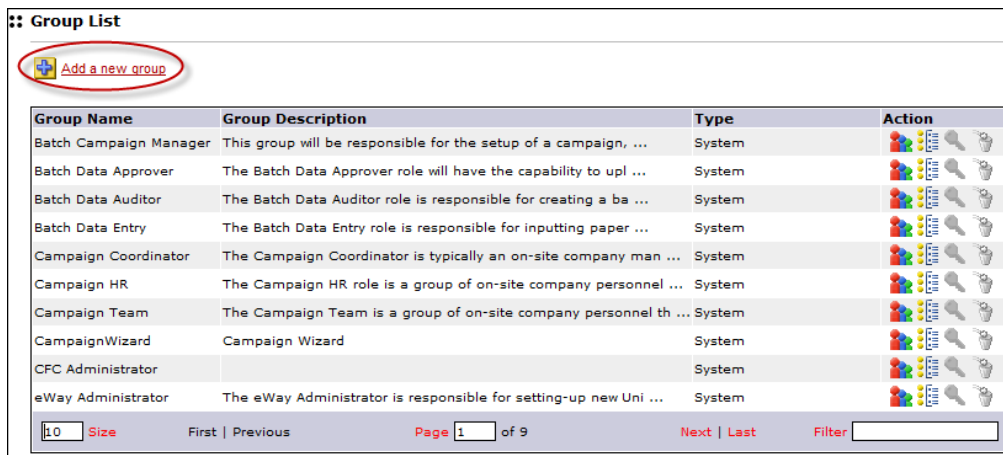 Group List
Add a new group
Group Name Group Description Type Action
Batch Campaign Manager This group will be responsible for the setup of a campaign, ... System
Batch Data Approver The Batch Data Approver role will have the capability to upl ... System
Batch Data Auditor The Batch Data Auditor role is responsible for creating a ba ... System
Batch Data Entry The Batch Data Entry role is responsible for inputting paper ... System
Campaign Coordinator The Campaign Coordinator is typically an on-site company man ... System
Campaign HR The Campaign HR role is a group of on-site company personnel ... System
Campaign Team The Campaign Team is a group of on-site company personnel th ... System
CampaignWizard Campaign Wizard System
CFC Administrator System
eWay Administrator The eWay Administrator is responsible for setting-up new Uni ... System
10 Size First | Previous Page 1 of 9 Next | Last Filter